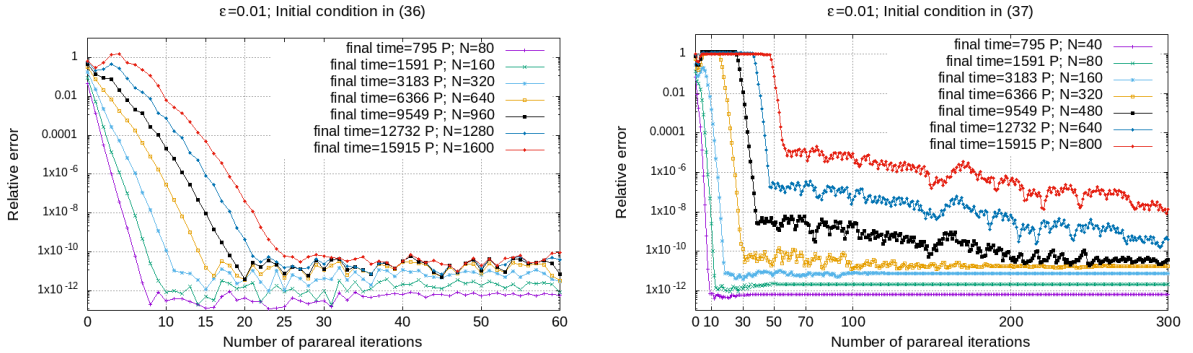 ε=0.01; Initial condition in (36)
1
0.01
0.0001
1x10⁻⁶
1x10⁻⁸
1x10⁻¹⁰
1x10⁻¹²
Relative error
final time=795 P; N=80
final time=1591 P; N=160
final time=3183 P; N=320
final time=6366 P; N=640
final time=9549 P; N=960
final time=12732 P; N=1280
final time=15915 P; N=1600
0 10 15 20 25 30 40 50 60
Number of parareal iterations
ε=0.01; Initial condition in (37)
1
0.01
0.0001
1x10⁻⁶
1x10⁻⁸
1x10⁻¹⁰
1x10⁻¹²
Relative error
final time=795 P; N=40
final time=1591 P; N=80
final time=3183 P; N=160
final time=6366 P; N=320
final time=9549 P; N=480
final time=12732 P; N=640
final time=15915 P; N=800
0 10 30 50 70 100 200 300
Number of parareal iterations